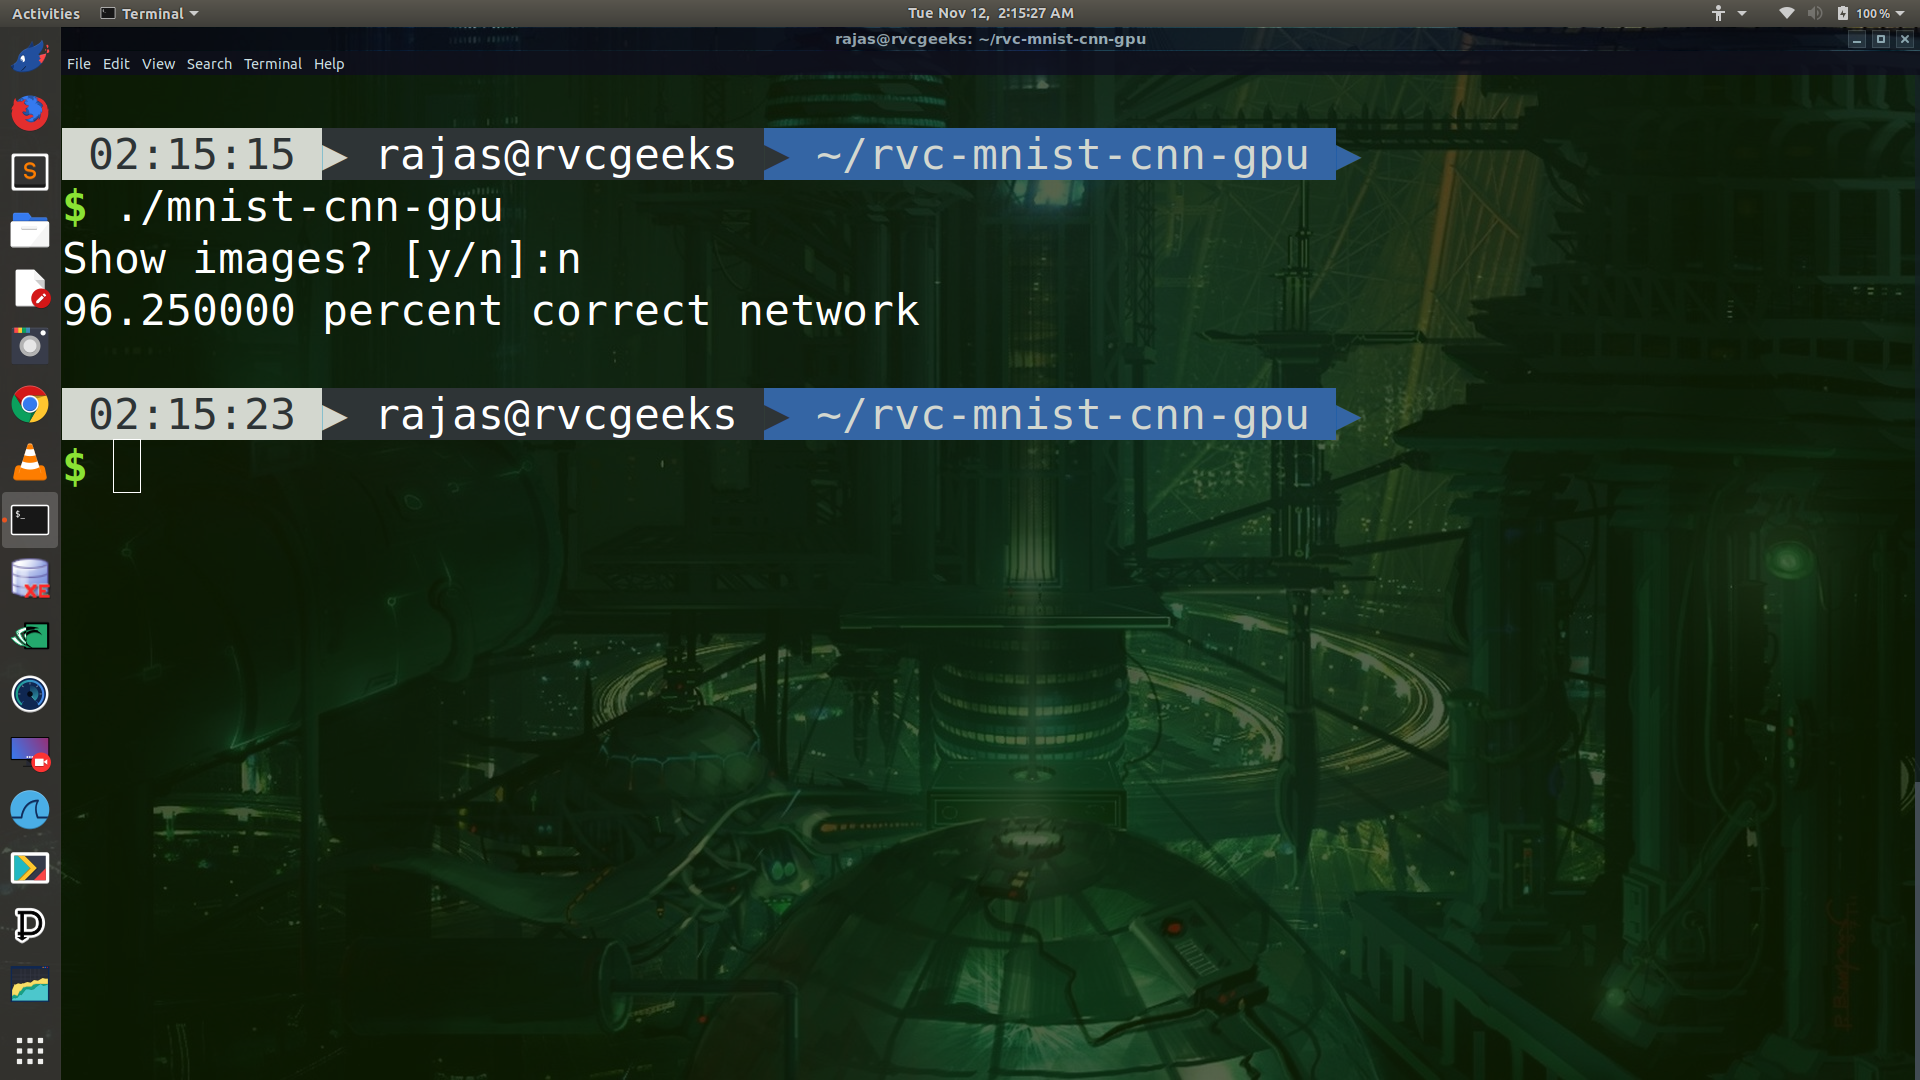 Activities Terminal Tue Nov 12, 2:15:27 AM 100 %
rajas@rvcgeeks: ~/rvc-mnist-cnn-gpu
File Edit View Search Terminal Help
02:15:15 rajas@rvcgeeks ~/rvc-mnist-cnn-gpu
$ ./mnist-cnn-gpu
Show images? [y/n]:n
96.250000 percent correct network
02:15:23 rajas@rvcgeeks ~/rvc-mnist-cnn-gpu
$
S
$_
XE